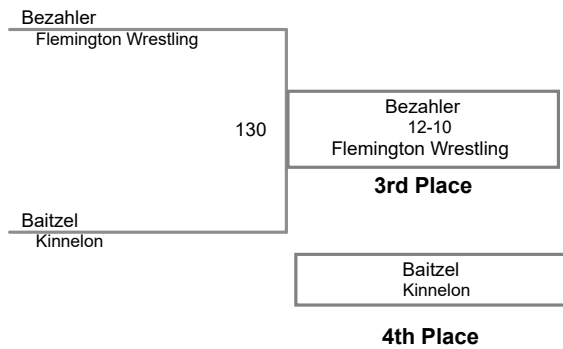 Bezahler
Flemington Wrestling
130
Bezahler
12-10
Flemington Wrestling
3rd Place
Baitzel
Kinnelon
Baitzel
Kinnelon
4th Place